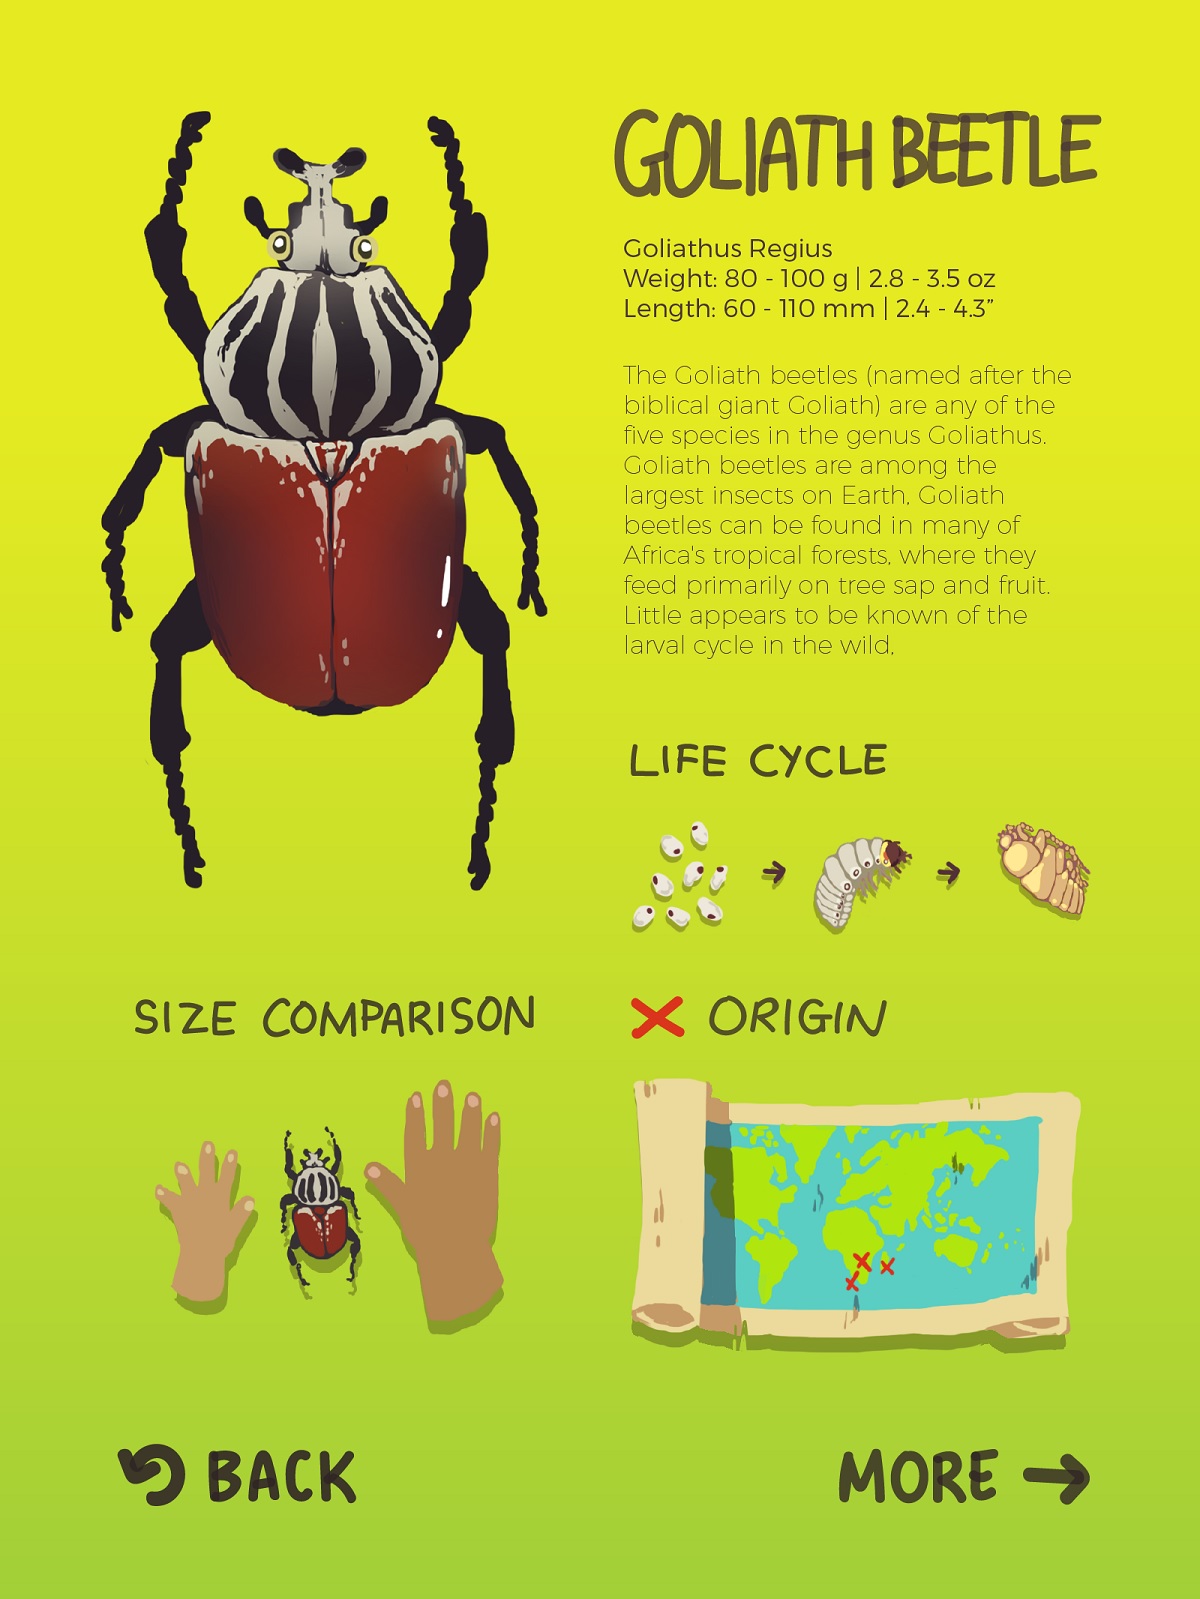 GOLIATH BEETLE
Goliathus Regius
Weight: 80 - 100 g | 2.8 - 3.5 oz
Length: 60 - 110 mm | 2.4 - 4.3”
The Goliath beetles (named after the
biblical giant Goliath) are any of the
five species in the genus Goliathus.
Goliath beetles are among the
largest insects on Earth, Goliath
beetles can be found in many of
Africa's tropical forests, where they
feed primarily on tree sap and fruit.
Little appears to be known of the
larval cycle in the wild,
LIFE CYCLE
SIZE COMPARISON
ORIGIN
BACK
MORE